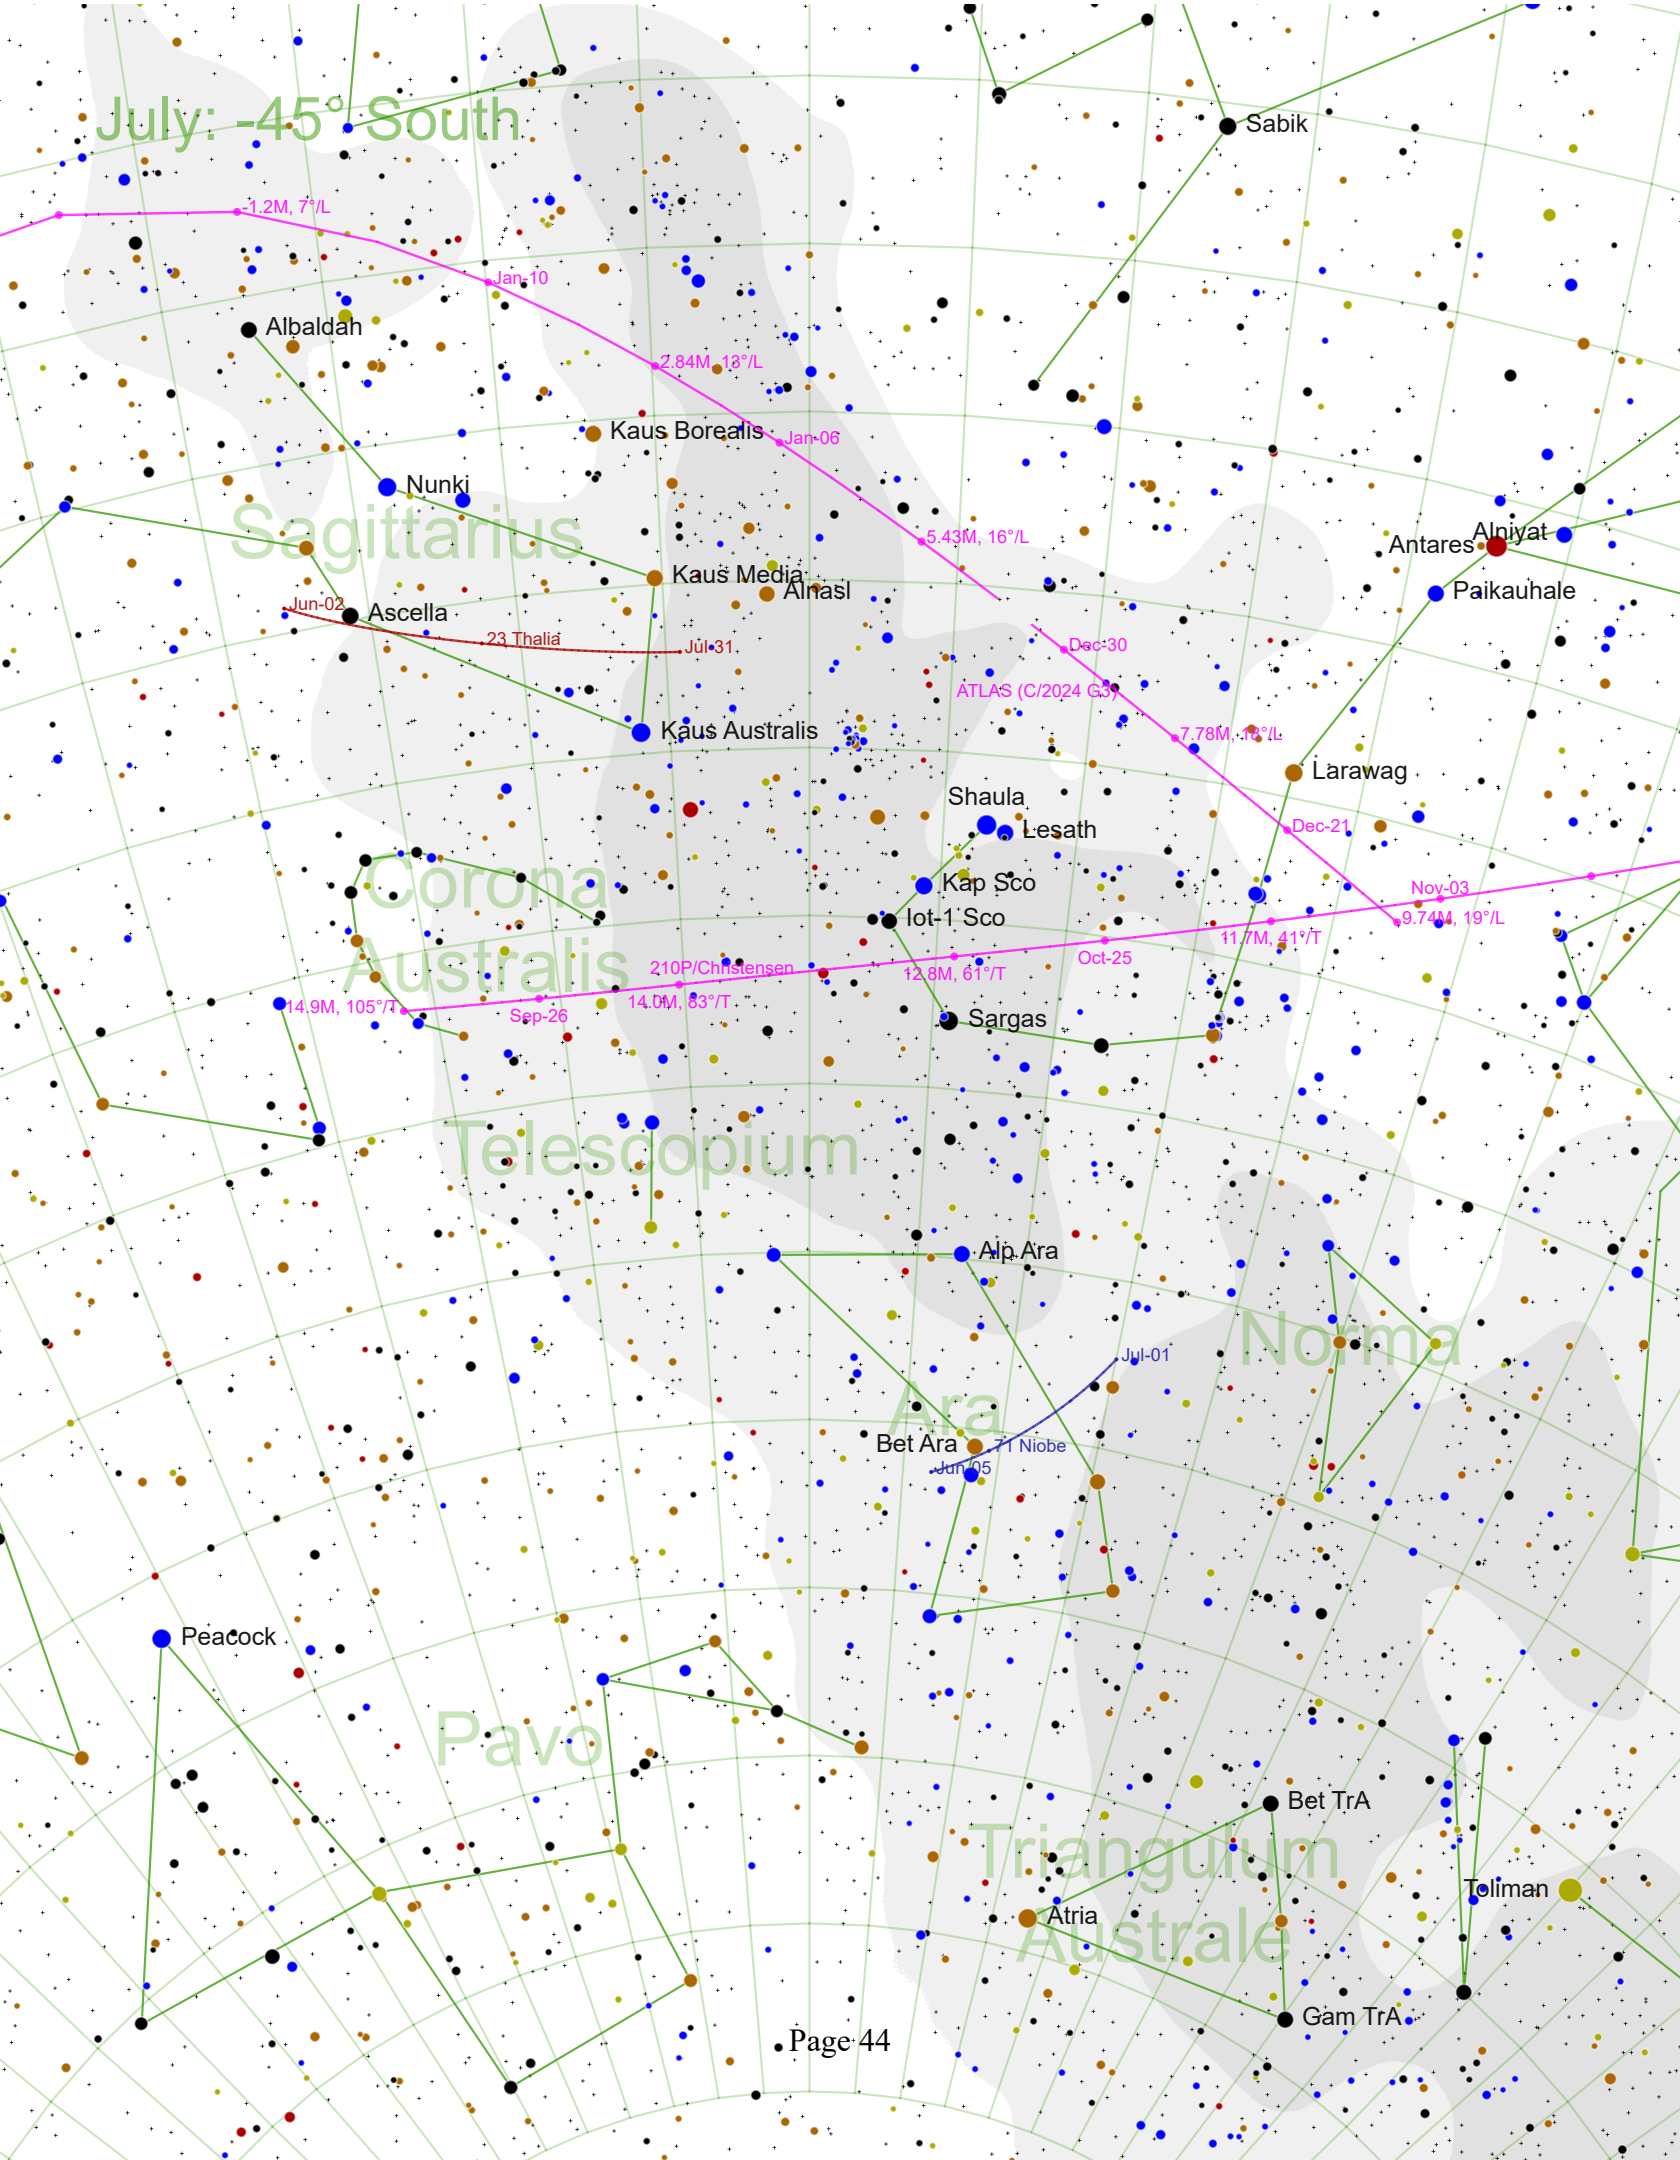 Sabik
July: -45° South
-1.2M, 7°/L
Jan-10
Albaldah
2.84M, 13°/L
Kaus Borealis
Jan-06
Nunki
Sagittarius
5.43M, 16°/L
Alniyat
Antares
Kaus Media
Alnasl
Paikauhale
Jun-02
Ascella
23 Thalia
Jul-31
Dec-30
ATLAS (C/2024 G3)
Kaus Australis
7.78M, 18°/L
Larawag
Shaula
Lesath
Dec-21
Corona
Australis
Kap Sco
Nov-03
Iot-1 Sco
9.74M, 19°/L
11.7M, 41°/T
Oct-25
210P/Christensen
12.8M, 61°/T
14.9M, 105°/T
14.0M, 83°/T
Sep-26
Sargas
Telescopium
Alp Ara
Norma
Jul-01
Ara
Bet Ara
71 Niobe
Jun-05
Peacock
Pavo
Bet TrA
Triangulum
Australe
Toliman
Atria
Gam TrA
Page 44